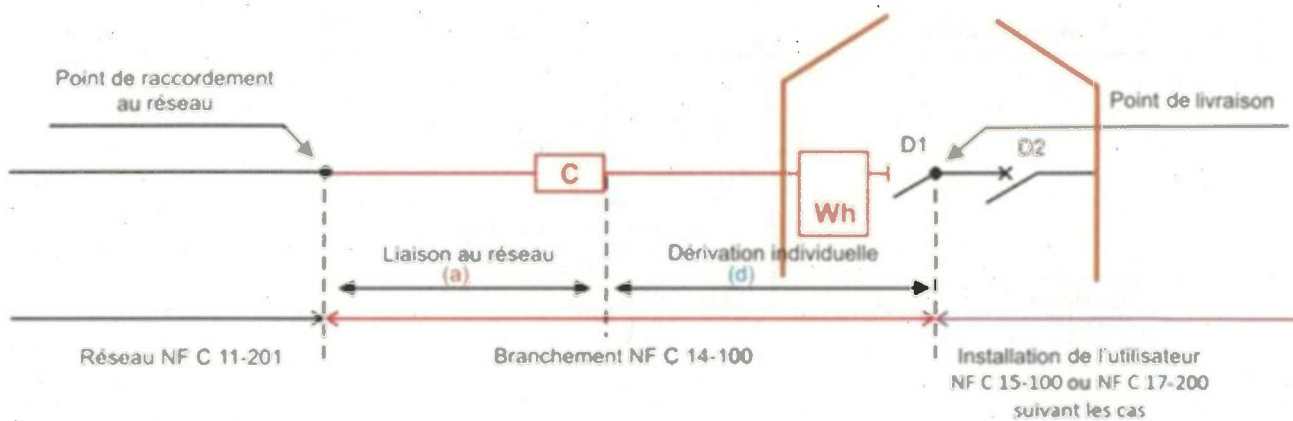 Point de raccordement
au réseau
Point de livraison
D1
D2
C
Wh
Liaison au réseau
(a)
Dérivation individuelle
(d)
Réseau NF C 11-201
Branchement NF C 14-100
Installation de l'utilisateur
NF C 15-100 ou NF C 17-200
suivant les cas